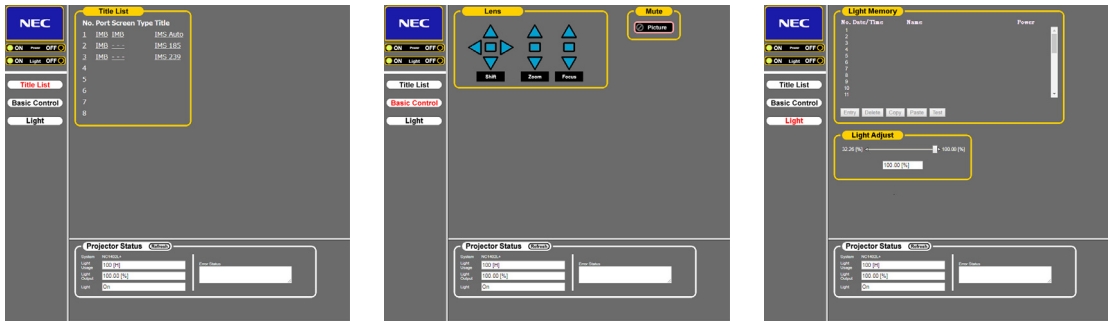 NEC
ON Power OFF
ON Light OFF
Title List
Basic Control
Light
Title List
No. Port Screen Type Title
1 IMB IMB IMS Auto
2 IMB - - - IMS 185
3 IMB - - - IMS 239
4
5
6
7
8
Projector Status (Refresh)
System NC1402L+
Light Usage 100 [H]
Light Output 100.00 [%]
Light On
Error Status
NEC
ON Power OFF
ON Light OFF
Title List
Basic Control
Light
Lens
Shift Zoom Focus
Mute
Picture
Projector Status (Refresh)
System NC1402L+
Light Usage 100 [H]
Light Output 100.00 [%]
Light On
Error Status
NEC
ON Power OFF
ON Light OFF
Title List
Basic Control
Light
Light Memory
No. Date/Time Name Power
1
2
3
4
5
6
7
8
9
10
11
Entry Delete Copy Paste Test
Light Adjust
32.20 [%] - + 100.00 [%]
100.00 [%]
Projector Status (Refresh)
System NC1402L+
Light Usage 100 [H]
Light Output 100.00 [%]
Light On
Error Status